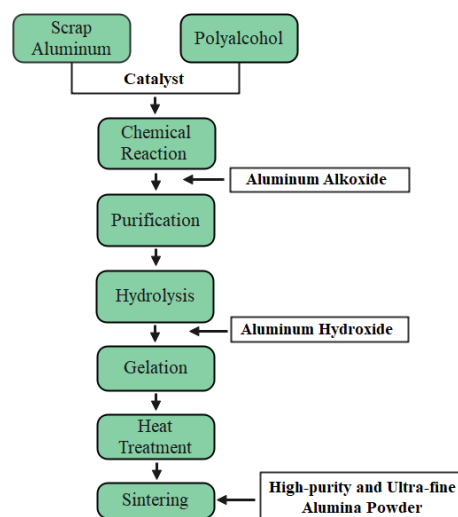 Scrap
Aluminum
Polyalcohol
Catalyst
Chemical
Reaction
Aluminum Alkoxide
Purification
Hydrolysis
Aluminum Hydroxide
Gelation
Heat
Treatment
Sintering
High-purity and Ultra-fine
Alumina Powder